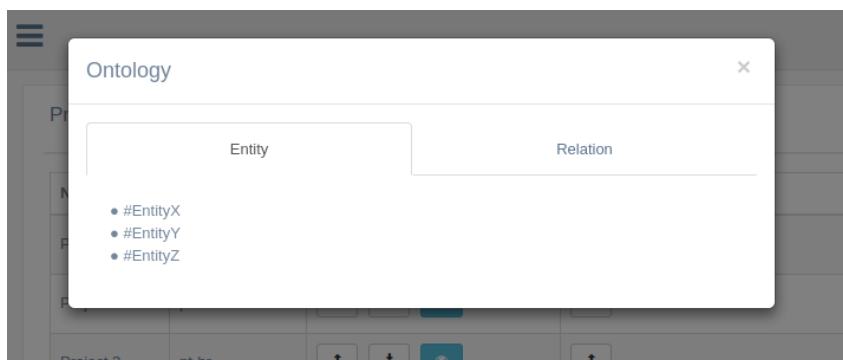 Ontology
×
Entity
Relation
● #EntityX
● #EntityY
● #EntityZ